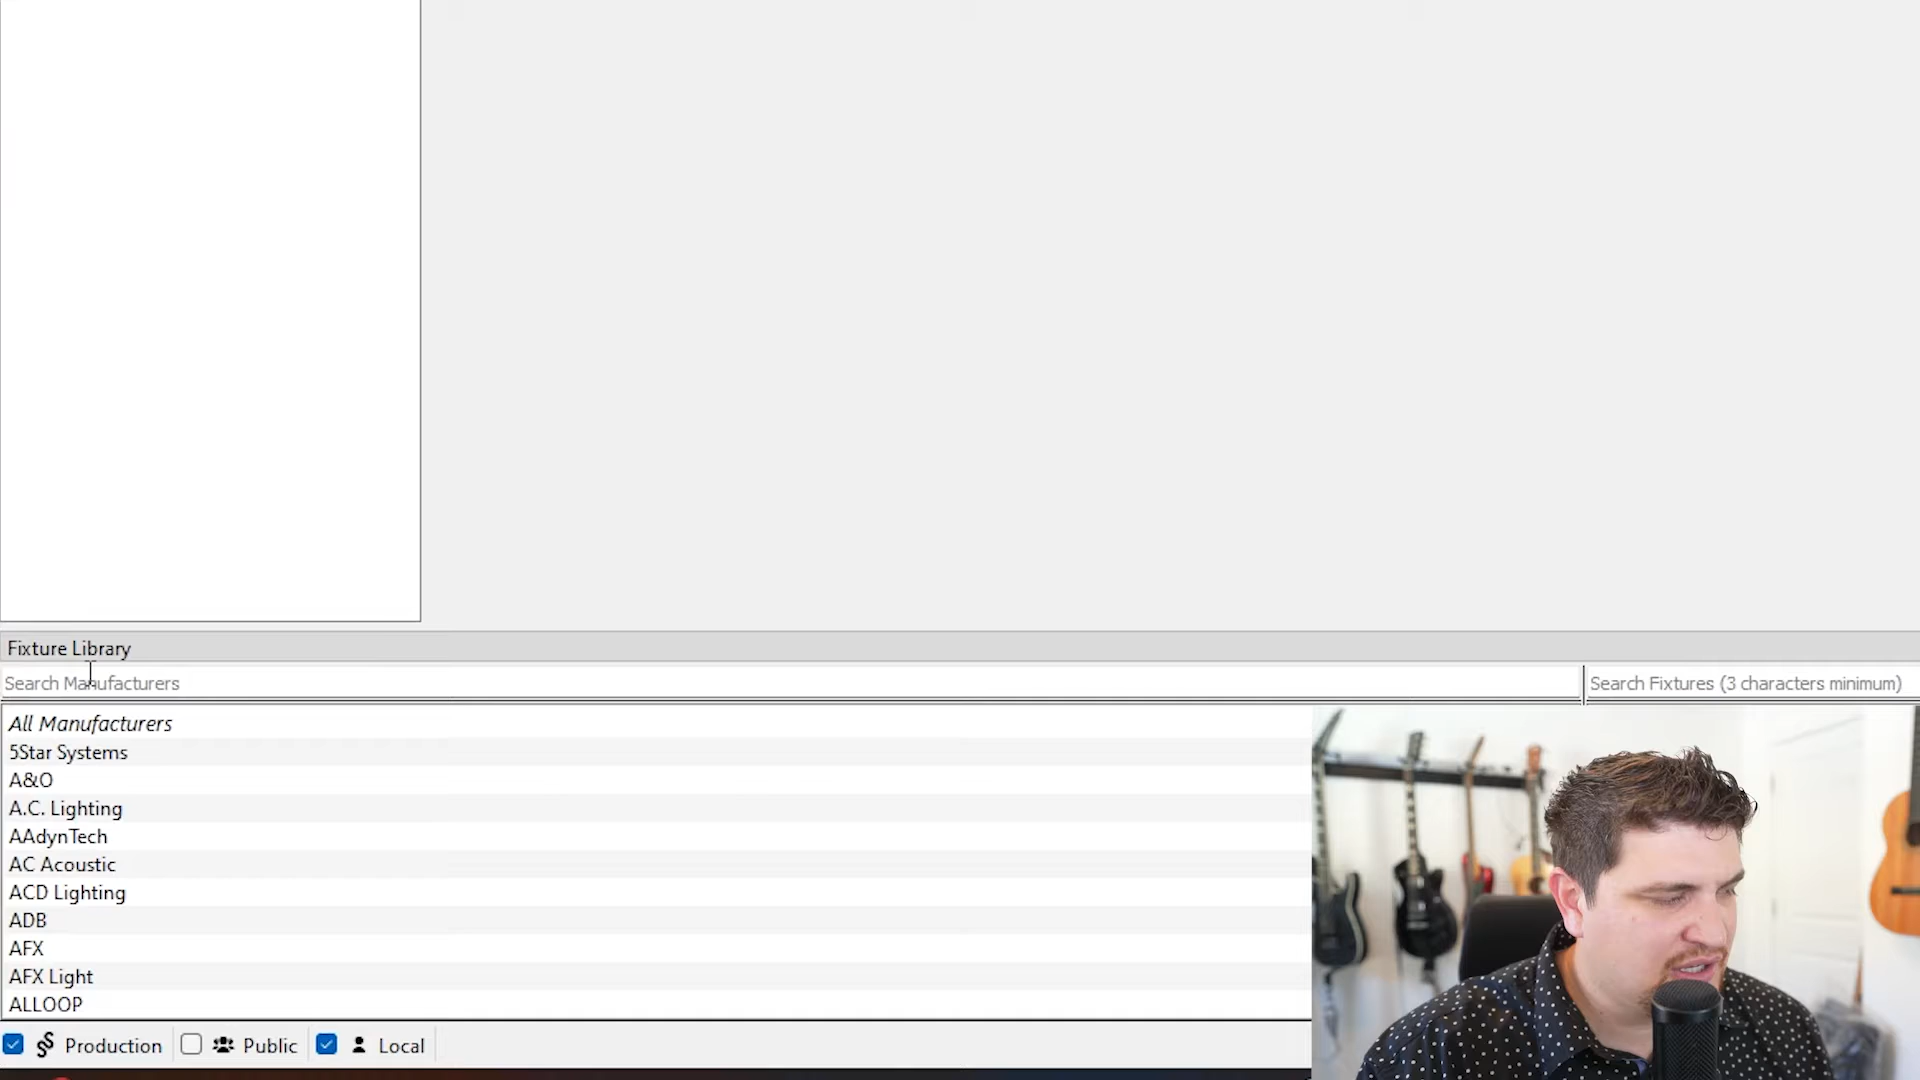 Fixture Library
Search Manufacturers
Search Fixtures (3 characters minimum)
All Manufacturers
5Star Systems
A&O
A.C. Lighting
AAdynTech
AC Acoustic
ACD Lighting
ADB
AFX
AFX Light
ALLOOP
Production
Public
Local